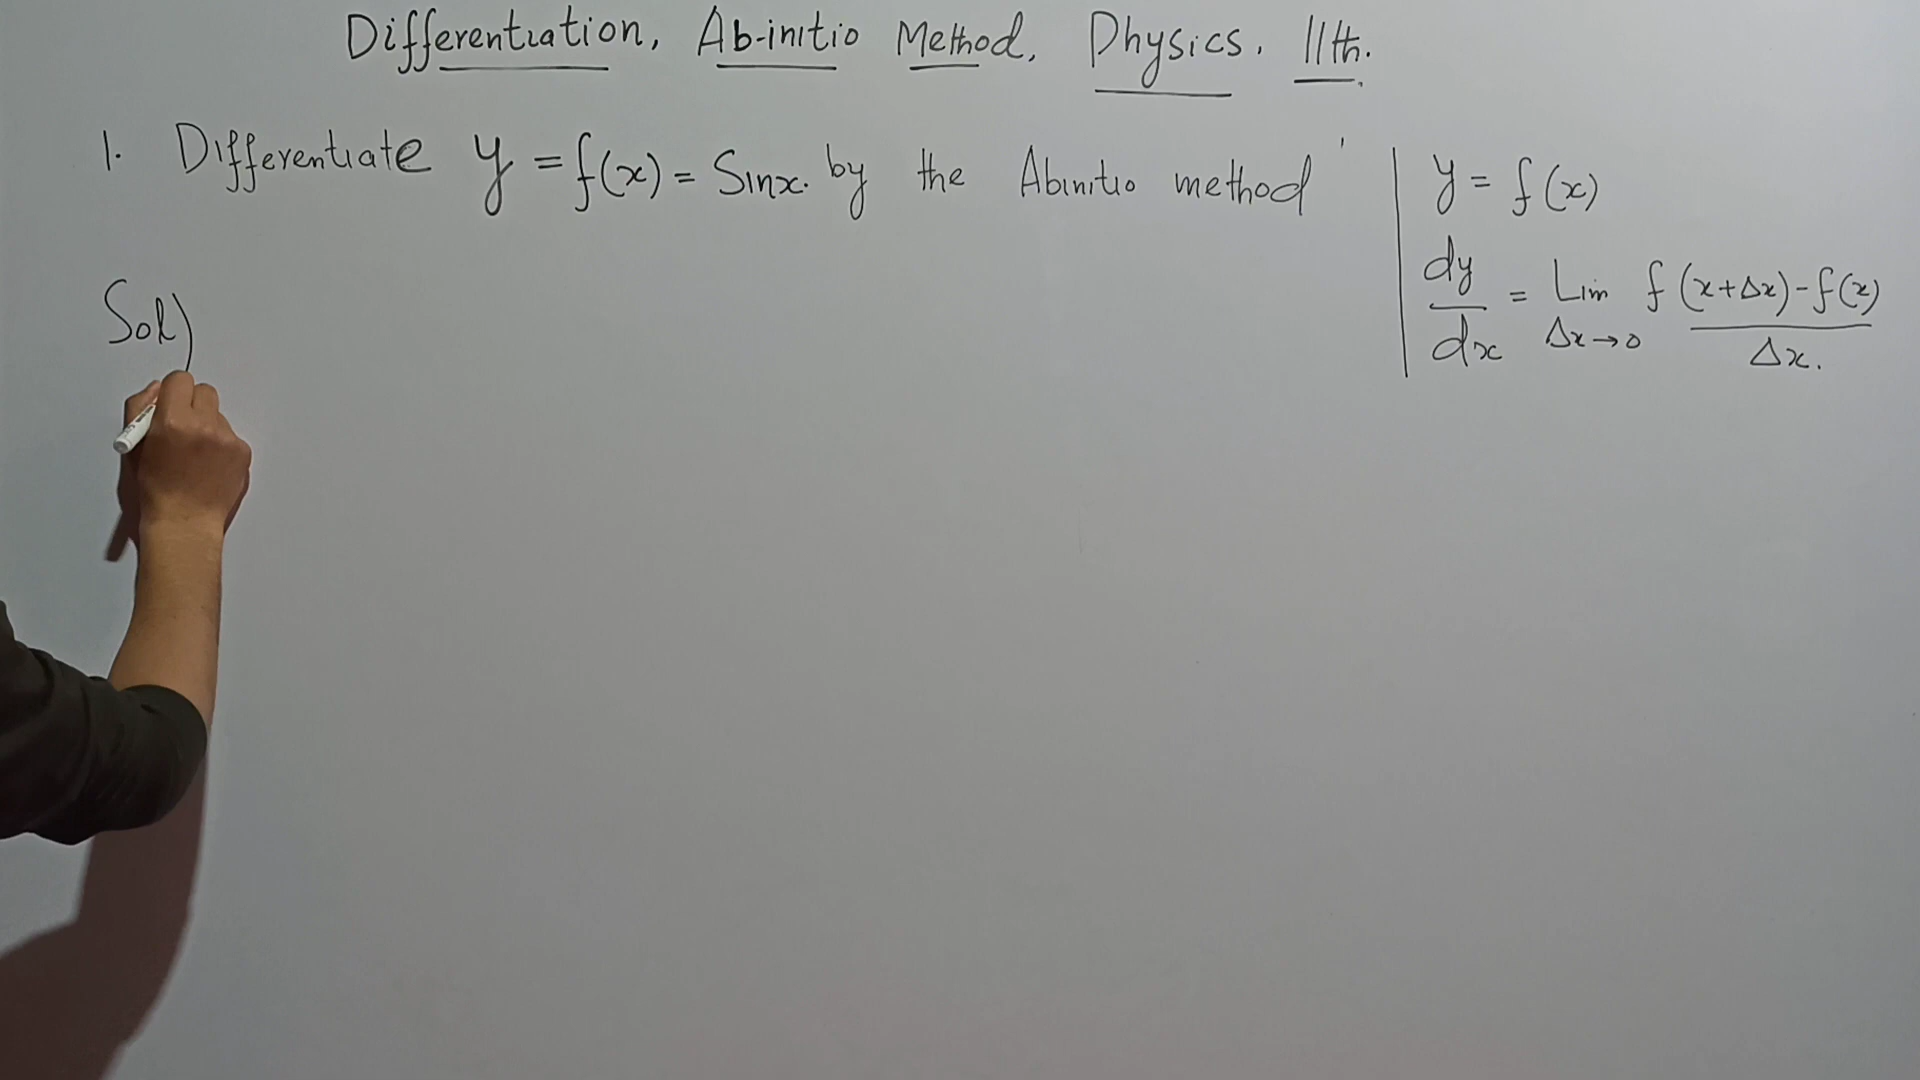 Differentiation, Ab-initio Method, Physics, 11th.
1. Differentiate y = f(x) = Sinx. by the Abinitio method
y = f(x)
dy/dx = Lim Δx→0 f(x+Δx)-f(x)/Δx.
Sol)